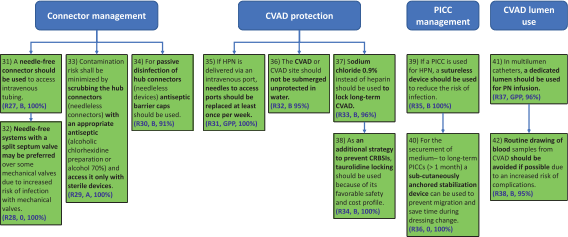 Connector management
CVAD protection
PICC
management
CVAD lumen
use
31) A needle-free
connector should be
used to access
intravenous
tubing.
(R27, B, 100%)
32) Needle-free
systems with a
split septum valve
may be preferred
over some
mechanical valves
due to increased
risk of infection
with mechanical
valves.
(R28, 0, 100%)
33) Contamination
risk shall be
minimized by
scrubbing the hub
connectors
(needleless
connectors) with
an appropriate
antiseptic
(alcoholic
chlorhexidine
preparation or
alcohol 70%) and
access it only with
sterile devices.
(R29, A, 100%)
34) For passive
disinfection of
hub connectors
(needleless
devices) antiseptic
barrier caps
should be used.
(R30, B, 91%)
35) If HPN is
delivered via an
intravenous port,
needles to access
ports should be
replaced at least
once per week.
(R31, GPP, 100%)
36) The CVAD or
CVAD site should
not be submerged
unprotected in
water.
(R32, B 95%)
37) Sodium
chloride 0.9%
instead of heparin
should be used to
lock long-term
CVAD.
(R33, B, 96%)
38) As an
additional strategy
to prevent CRBSIs,
taurolidine locking
should be used
because of its
favorable safety
and cost profile.
(R34, B, 100%)
39) If a PICC is used
for HPN, a
sutureless device
should be used to
reduce the risk of
infection.
(R35, B 100%)
40) For the
securement of
medium– to long-term
PICCs (> 1 month) a
sub-cutaneously
anchored stabilization
device can be used to
prevent migration and
save time during
dressing change.
(R36, 0, 100%)
41) In multilumen
catheters, a
dedicated lumen
should be used
for PN infusion.
(R37, GPP, 96%)
42) Routine drawing of
blood samples from
CVAD should be
avoided if possible due
to an increased risk of
complications.
(R38, B, 95%)